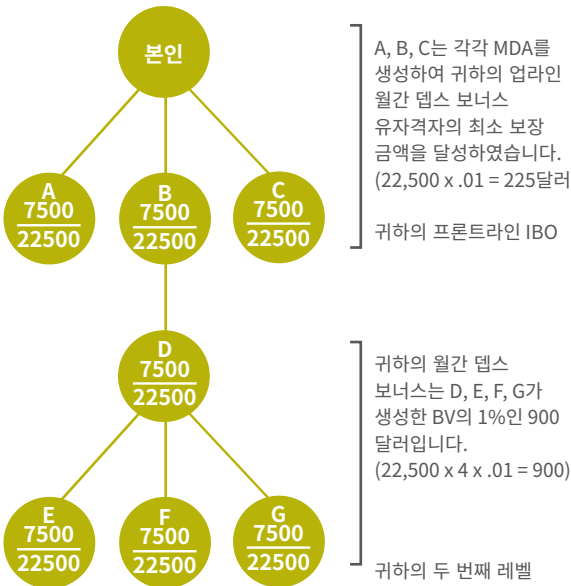 본인
A, B, C는 각각 MDA를
생성하여 귀하의 업라인
월간 뎁스 보너스
유자격자의 최소 보장
금액을 달성하였습니다.
(22,500 x .01 = 225달러
귀하의 프론트라인 IBO
A
7500
22500
B
7500
22500
C
7500
22500
D
7500
22500
귀하의 월간 뎁스
보너스는 D, E, F, G가
생성한 BV의 1%인 900
달러입니다.
(22,500 x 4 x .01 = 900)
E
7500
22500
F
7500
22500
G
7500
22500
귀하의 두 번째 레벨